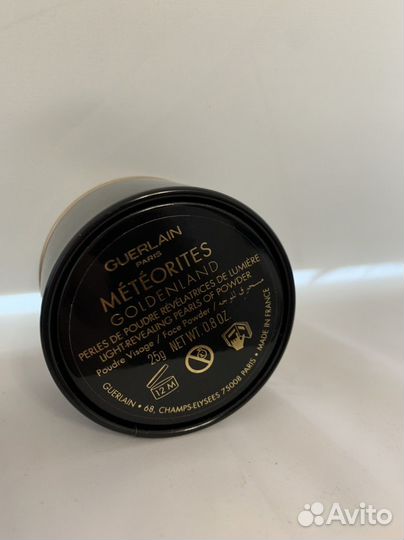 GUERLAIN
PARIS
MÉTÉORITES
GOLDENLAND
PERLES DE POUDRE RÉVÉLATRICES DE LUMIÈRE
LIGHT-REVEALING PEARLS OF POWDER
Poudre Visage / Face Powder /
25g NET WT. 0.8 OZ.
12 M
GUERLAIN • 68, CHAMPS-ELYSEES 75008 PARIS • MADE IN FRANCE
Avito